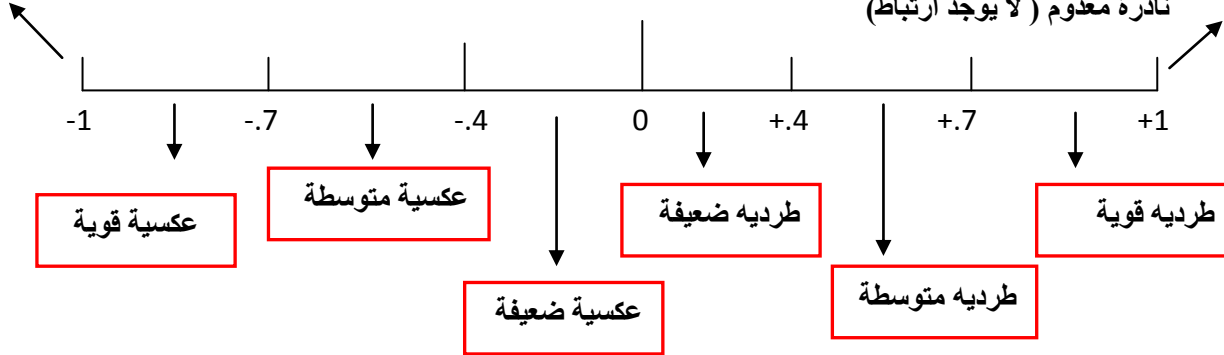 نادره معدوم ( لا يوجد ارتباط)
-1 -.7 -.4 0 +.4 +.7 +1
عكسية قوية
عكسية متوسطة
عكسية ضعيفة
طرديه ضعيفة
طرديه متوسطة
طرديه قوية